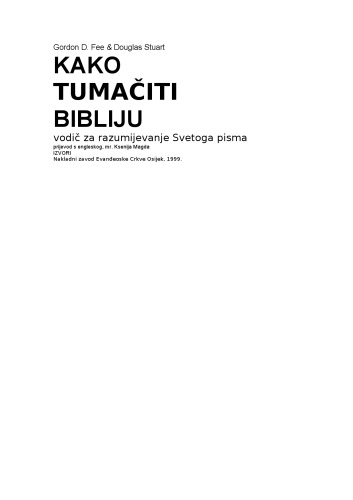 Gordon D. Fee & Douglas Stuart
KAKO
TUMAČITI
BIBLIJU
vodič za razumijevanje Svetoga pisma
prijevod s engleskog, mr. Ksenija Magda
IZVORI
Nakladni zavod Evanđeoske Crkve Osijek, 1999.